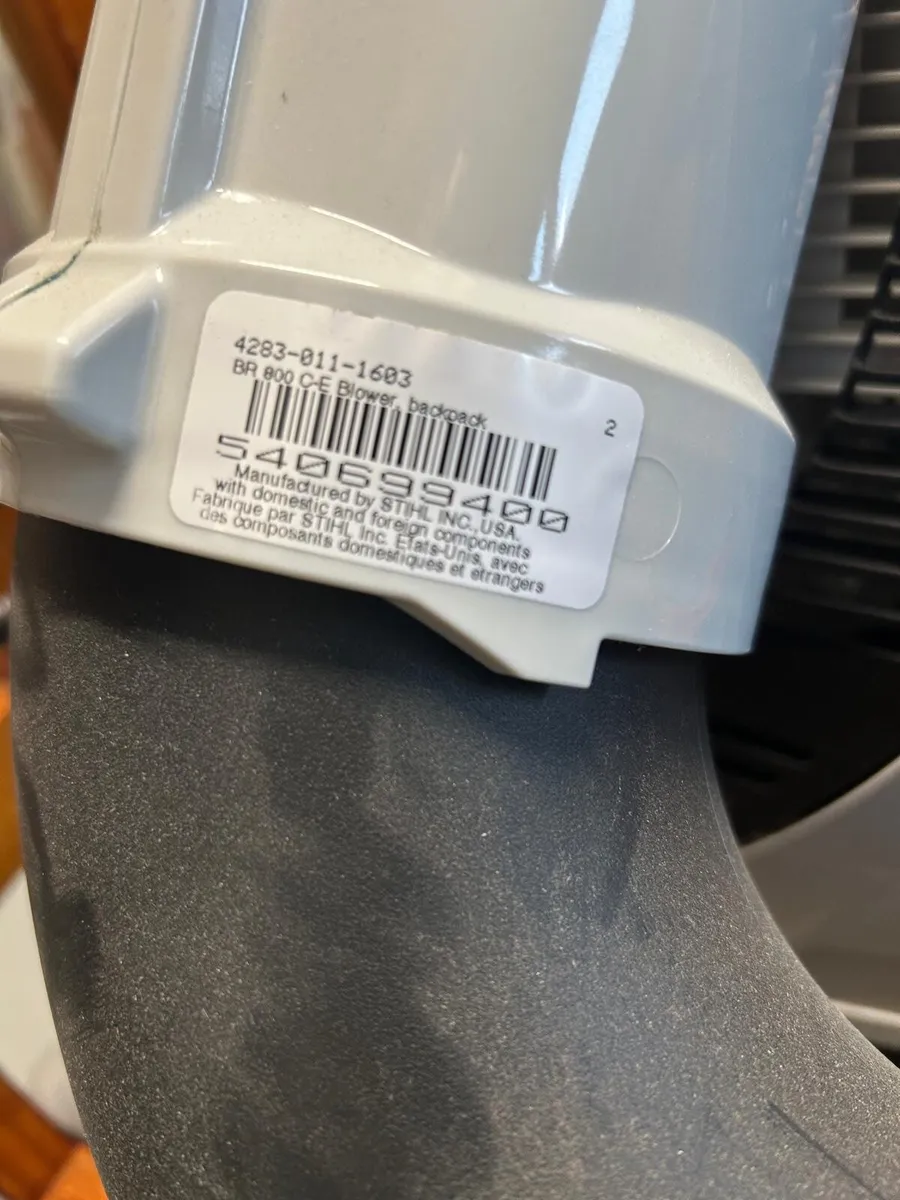 4283-011-1603
BR 800 C-E Blower, backpack
2
540699400
Manufactured by STIHL INC., USA,
with domestic and foreign components
Fabrique par STIHL Inc. Etats-Unis, avec
des composants domestiques et etrangers